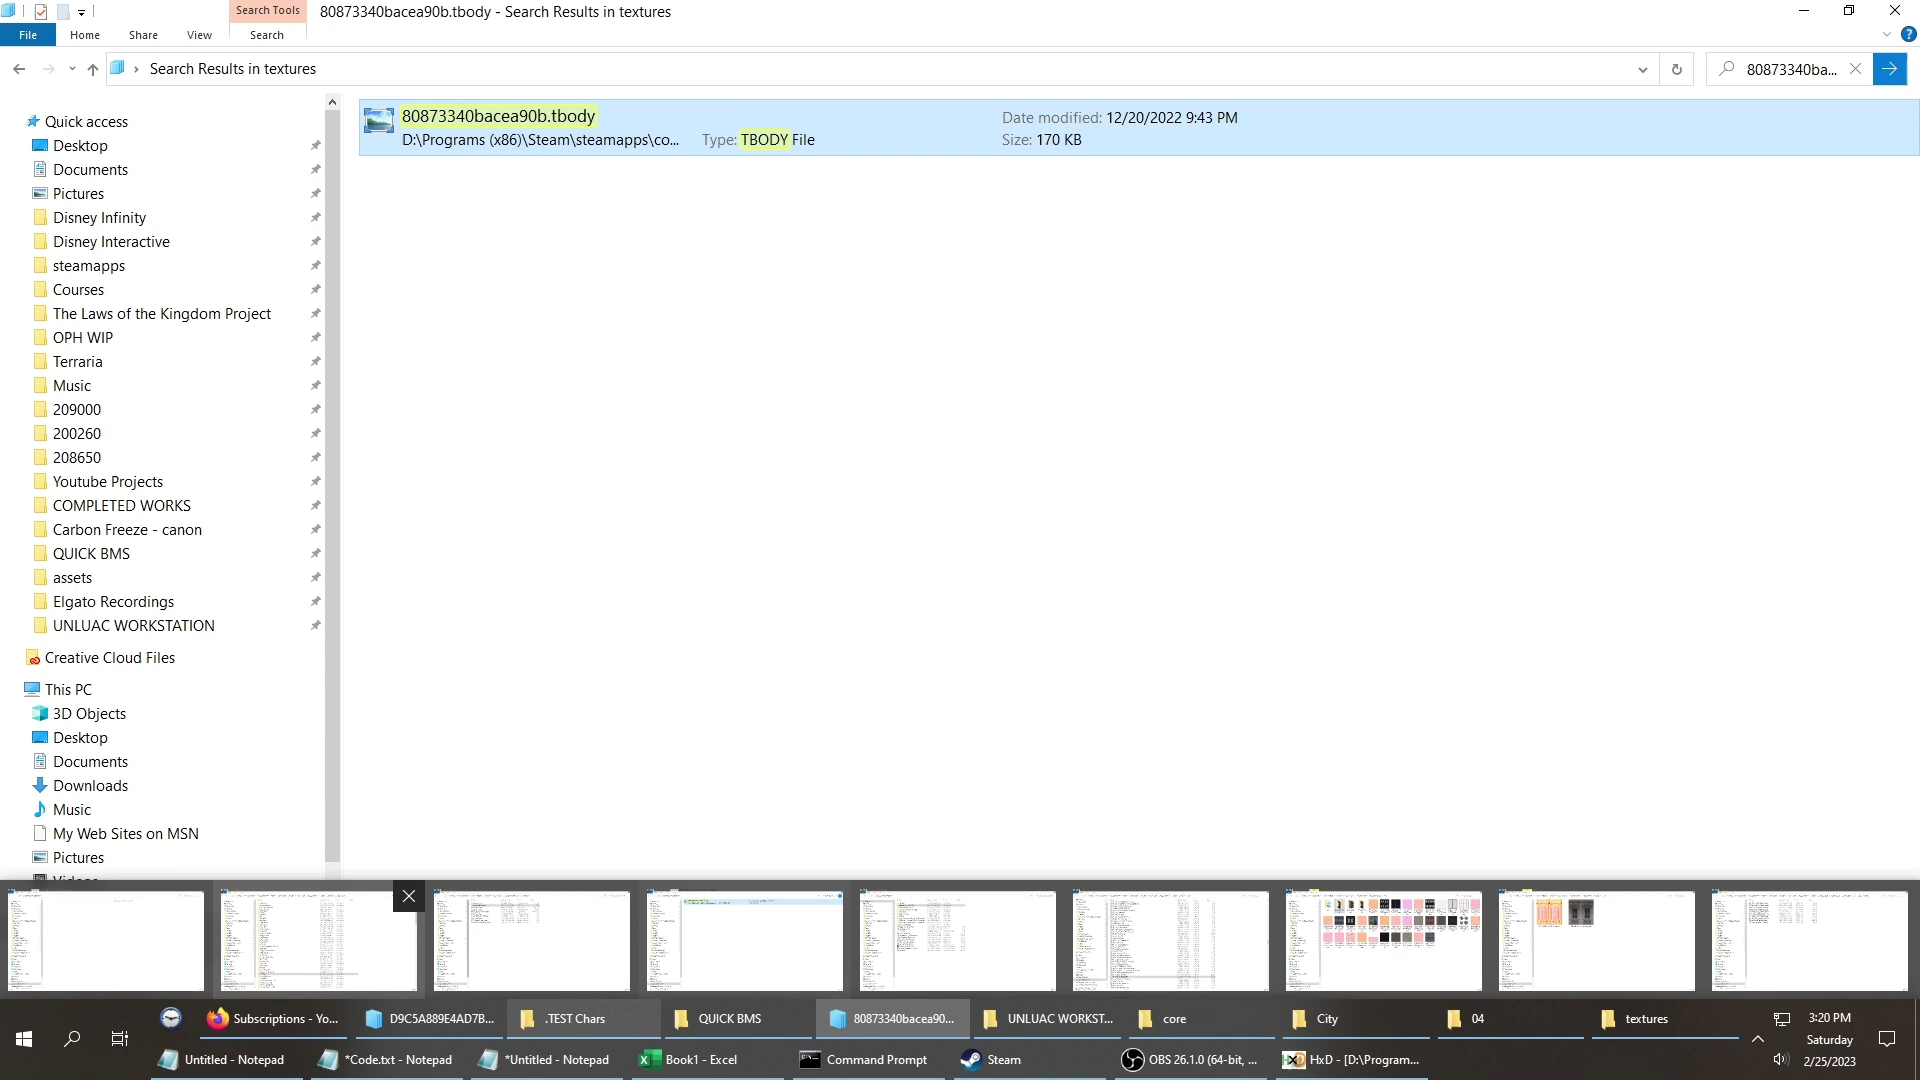 Search Tools
80873340bacea90b.tbody - Search Results in textures
File
Home
Share
View
Search
Search Results in textures
80873340ba...
Quick access
Desktop
Documents
Pictures
Disney Infinity
Disney Interactive
steamapps
Courses
The Laws of the Kingdom Project
OPH WIP
Terraria
Music
209000
200260
208650
Youtube Projects
COMPLETED WORKS
Carbon Freeze - canon
QUICK BMS
assets
Elgato Recordings
UNLUAC WORKSTATION
Creative Cloud Files
This PC
3D Objects
Desktop
Documents
Downloads
Music
My Web Sites on MSN
Pictures
Videos
80873340bacea90b.tbody
D:\Programs (x86)\Steam\steamapps\co...
Type: TBODY File
Date modified: 12/20/2022 9:43 PM
Size: 170 KB
Subscriptions - Yo...
D9C5A889E4AD7B...
.TEST Chars
QUICK BMS
80873340bacea90...
UNLUAC WORKST...
core
City
04
textures
Untitled - Notepad
*Code.txt - Notepad
*Untitled - Notepad
Book1 - Excel
Command Prompt
Steam
OBS 26.1.0 (64-bit, ...
HxD - [D:\Program...
3:20 PM
Saturday
2/25/2023